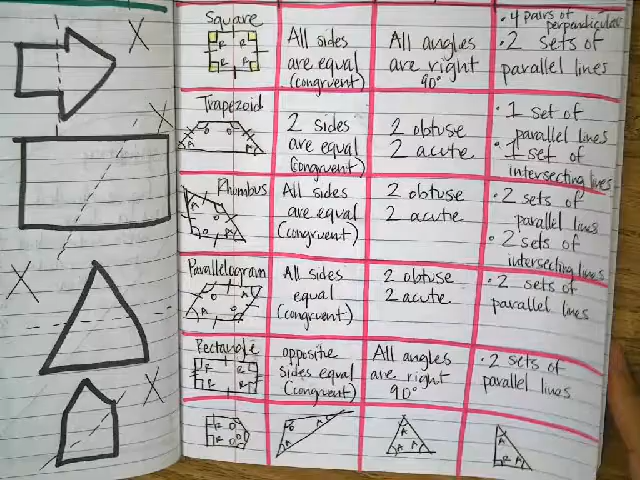 X
X
X
X
Square
R R
R R
All sides
are equal
(congruent)
All angles
are right
90°
• 4 pairs of
perpendicular
• 2 sets of
parallel lines
Trapezoid
O O
A A
2 sides
are equal
(congruent)
2 obtuse
2 acute
• 1 set of
parallel lines
• 1 set of
intersecting lines
Rhombus
All sides
are equal
(congruent)
2 obtuse
2 acute
• 2 sets of
parallel lines
• 2 sets of
intersecting lines
Parallelogram
All sides
equal
(congruent)
2 obtuse
2 acute
• 2 sets of
parallel lines
Rectangle
opposite
sides equal
(congruent)
All angles
are right
90°
• 2 sets of
parallel lines
R O
R O O
O
A
A
A
A A
A
R A